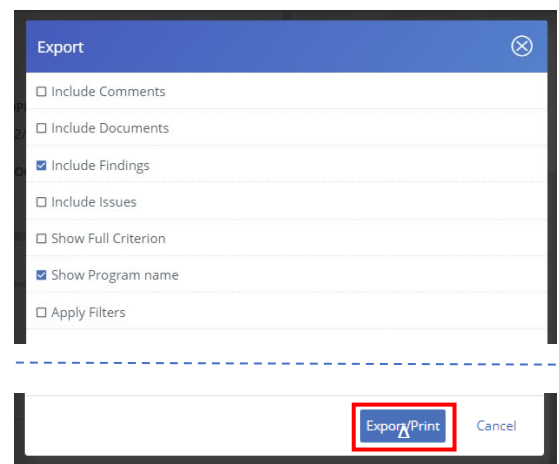 Export
Include Comments
Include Documents
Include Findings
Include Issues
Show Full Criterion
Show Program name
Apply Filters
Export/Print
Cancel